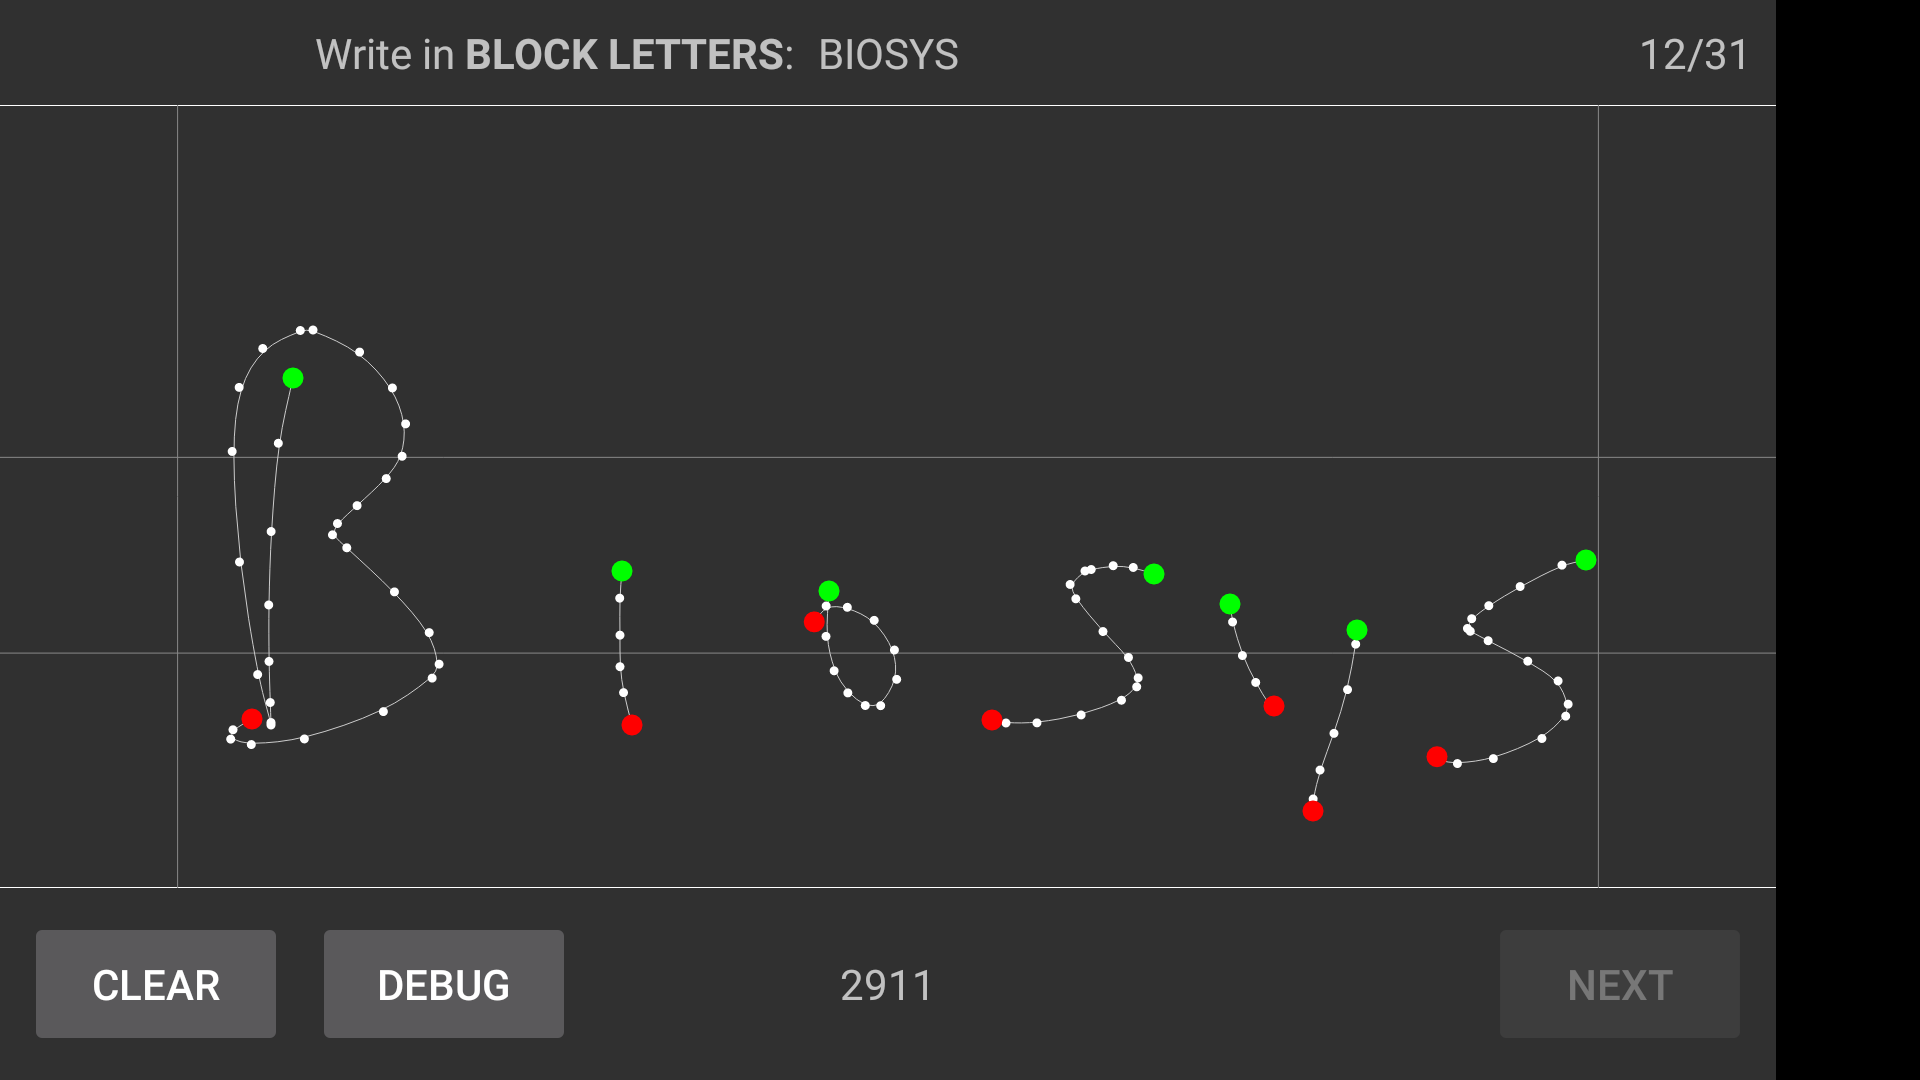 Write in BLOCK LETTERS: BIOSYS 12/31
BIOSYS
CLEAR DEBUG 2911 NEXT